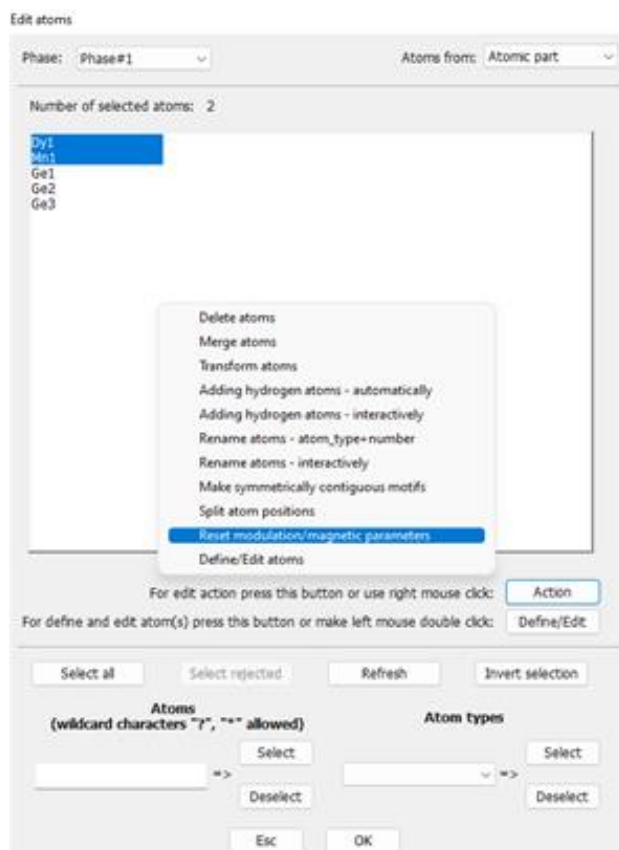 Edit atoms
Phase: Phase#1 Atoms from: Atomic part
Number of selected atoms: 2
Dy1
Mn1
Ge1
Ge2
Ge3
Delete atoms
Merge atoms
Transform atoms
Adding hydrogen atoms - automatically
Adding hydrogen atoms - interactively
Rename atoms - atom_type+number
Rename atoms - interactively
Make symmetrically contiguous motifs
Split atom positions
Reset modulation/magnetic parameters
Define/Edit atoms
For edit action press this button or use right mouse click: Action
For define and edit atom(s) press this button or make left mouse double click: Define/Edit
Select all Select rejected Refresh Invert selection
Atoms
(wildcard characters "?", "*" allowed) Atom types
Select Select
=> =>
Deselect Deselect
Esc OK